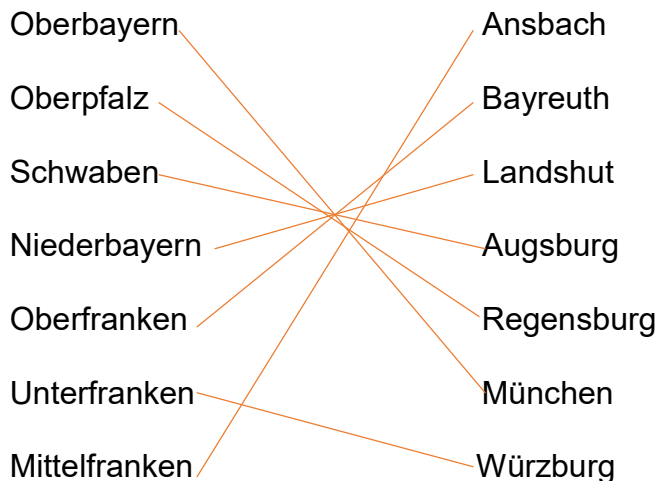 Oberbayern Ansbach
Oberpfalz Bayreuth
Schwaben Landshut
Niederbayern Augsburg
Oberfranken Regensburg
Unterfranken München
Mittelfranken Würzburg